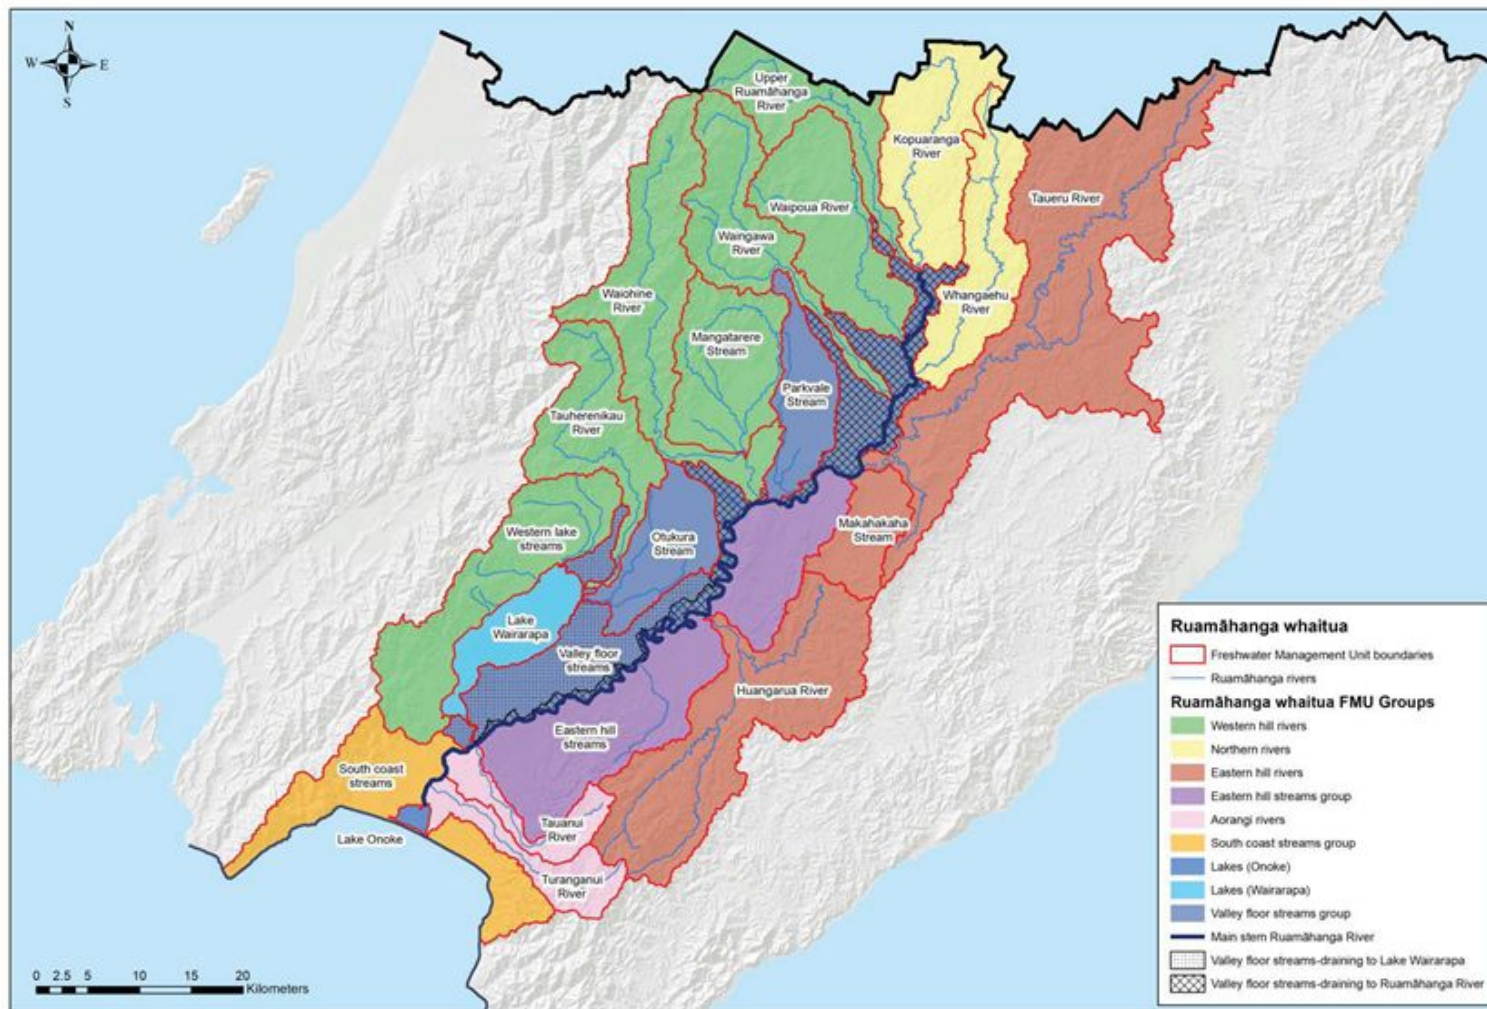 N
W
E
S
Upper
Ruamāhanga
River
Kopuaranga
River
Taueru River
Waipoua River
Waingawa
River
Waiohine
River
Whangaehu
River
Mangatarere
Stream
Parkvale
Stream
Tauherenikau
River
Western lake
streams
Otukura
Stream
Makahakaha
Stream
Lake
Wairarapa
Valley floor
streams
Huangarua River
Eastern hill
streams
South coast
streams
Tauanui
River
Lake Onoke
Turanganui
River
0 2.5 5 10 15 20
Kilometers
Ruamāhanga whaitua
Freshwater Management Unit boundaries
Ruamāhanga rivers
Ruamāhanga whaitua FMU Groups
Western hill rivers
Northern rivers
Eastern hill rivers
Eastern hill streams group
Aorangi rivers
South coast streams group
Lakes (Onoke)
Lakes (Wairarapa)
Valley floor streams group
Main stem Ruamāhanga River
Valley floor streams-draining to Lake Wairarapa
Valley floor streams-draining to Ruamāhanga River